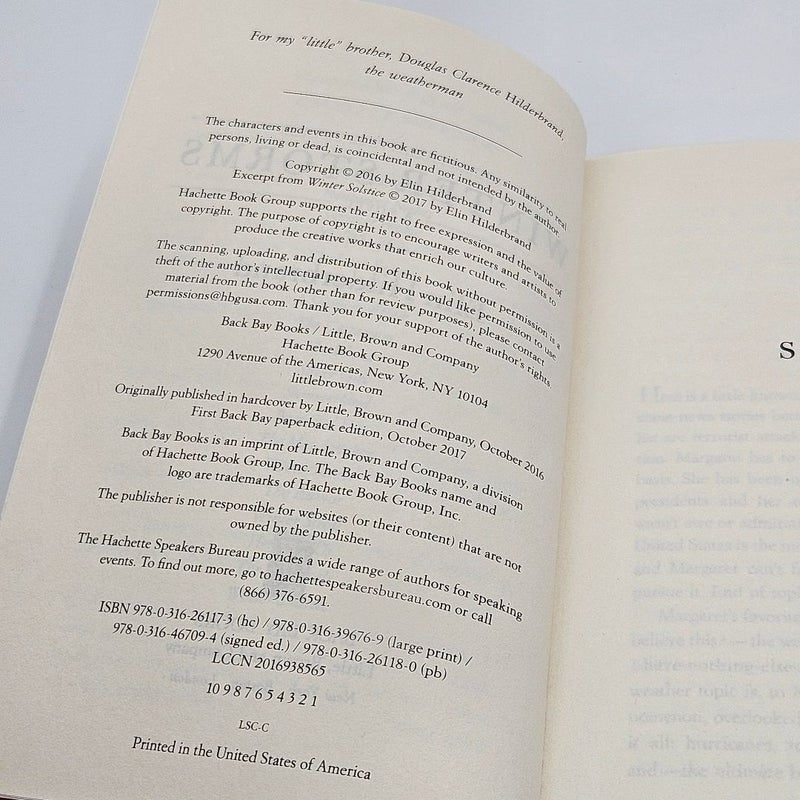 For my "little" brother, Douglas Clarence Hilderbrand,
the weatherman
The characters and events in this book are fictitious. Any similarity to real
persons, living or dead, is coincidental and not intended by the author.
Copyright © 2016 by Elin Hilderbrand
Excerpt from Winter Solstice © 2017 by Elin Hilderbrand
Hachette Book Group supports the right to free expression and the value of
copyright. The purpose of copyright is to encourage writers and artists to
produce the creative works that enrich our culture.
The scanning, uploading, and distribution of this book without permission is a
theft of the author's intellectual property. If you would like permission to use
material from the book (other than for review purposes), please contact
permissions@hbgusa.com. Thank you for your support of the author's rights.
Back Bay Books / Little, Brown and Company
Hachette Book Group
1290 Avenue of the Americas, New York, NY 10104
littlebrown.com
Originally published in hardcover by Little, Brown and Company, October 2016
First Back Bay paperback edition, October 2017
Back Bay Books is an imprint of Little, Brown and Company, a division
of Hachette Book Group, Inc. The Back Bay Books name and
logo are trademarks of Hachette Book Group, Inc.
The publisher is not responsible for websites (or their content) that are not
owned by the publisher.
The Hachette Speakers Bureau provides a wide range of authors for speaking
events. To find out more, go to hachettespeakersbureau.com or call
(866) 376-6591.
ISBN 978-0-316-26117-3 (hc) / 978-0-316-39676-9 (large print) /
978-0-316-46709-4 (signed ed.) / 978-0-316-26118-0 (pb)
LCCN 2016938565
10 9 8 7 6 5 4 3 2 1
LSC-C
Printed in the United States of America
S